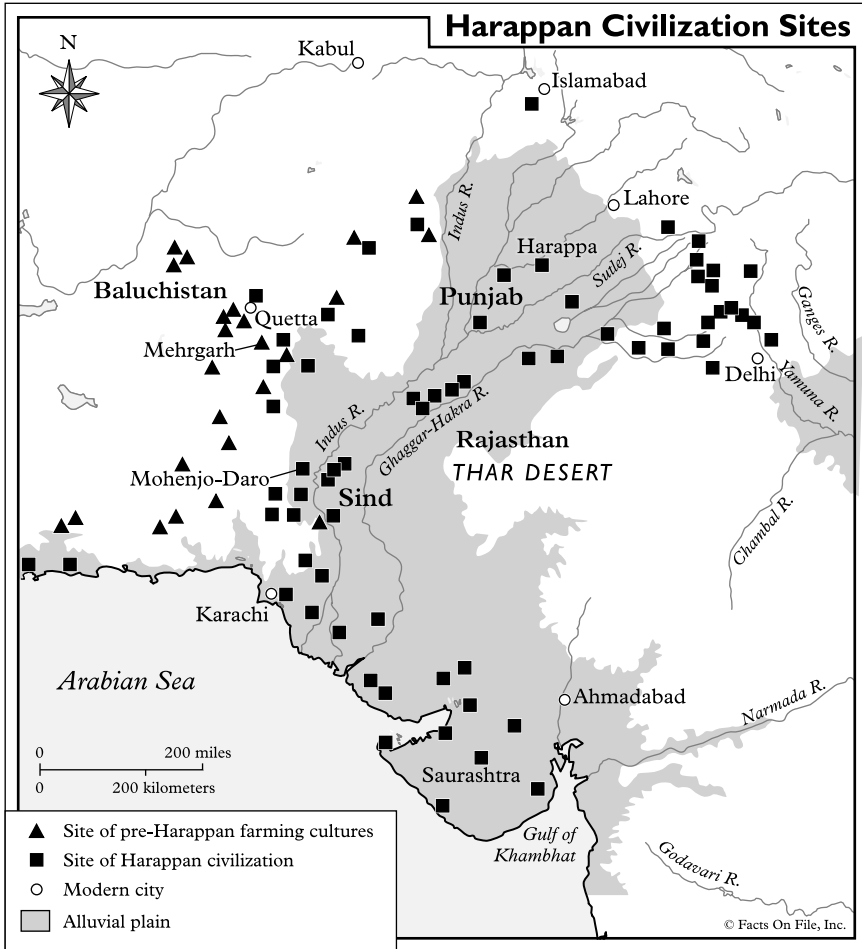 Harappan Civilization Sites
N
Kabul
Islamabad
Indus R.
Lahore
Harappa
Sutlej R.
Baluchistan
Punjab
Quetta
Ganges R.
Mehrgarh
Delhi
Yamuna R.
Indus R.
Ghaggar-Hakra R.
Rajasthan
THAR DESERT
Mohenjo-Daro
Sind
Chambal R.
Karachi
Arabian Sea
Ahmadabad
Narmada R.
0 200 miles
0 200 kilometers
Saurashtra
Gulf of
Khambhat
Godavari R.
Site of pre-Harappan farming cultures
Site of Harappan civilization
Modern city
Alluvial plain
© Facts On File, Inc.